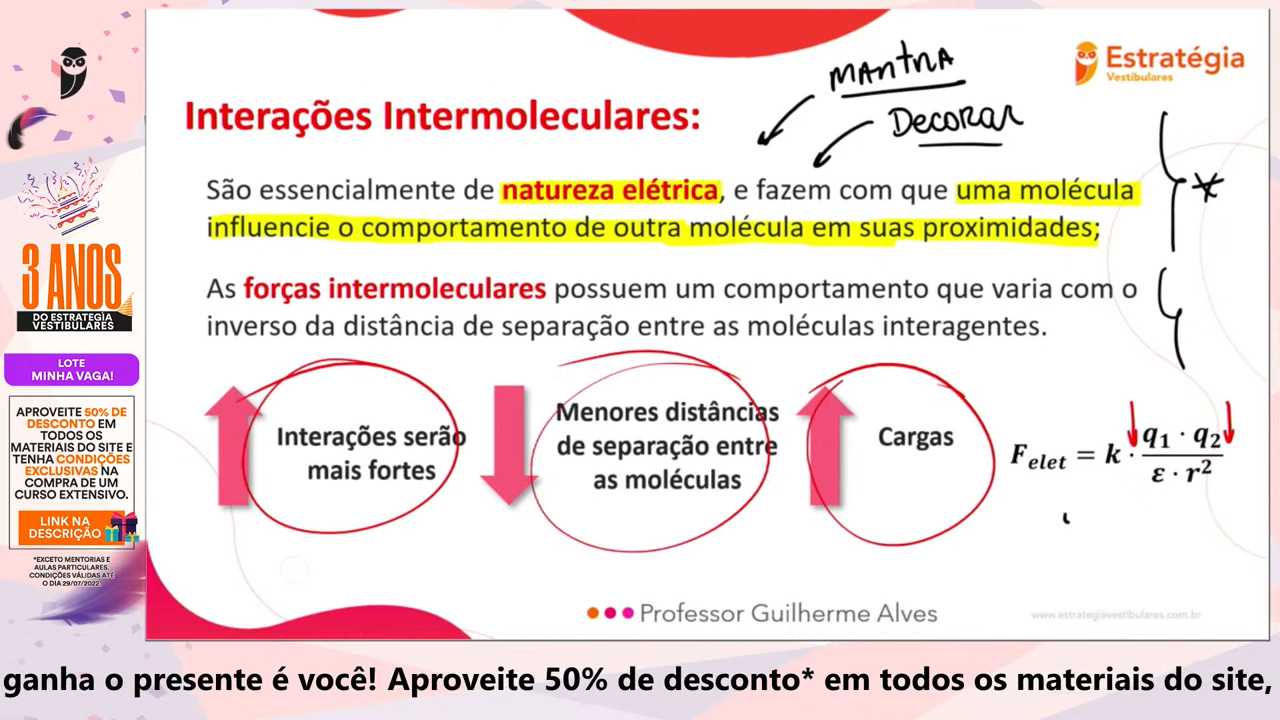 3 ANOS
DO ESTRATÉGIA
VESTIBULARES
LOTE
MINHA VAGA!
APROVEITE 50% DE
DESCONTO EM
TODOS OS
MATERIAIS DO SITE E
TENHA CONDIÇÕES
EXCLUSIVAS NA
COMPRA DE UM
CURSO EXTENSIVO.
LINK NA
DESCRIÇÃO
*EXCETO MENTORIAS E
AULAS PARTICULARES.
CONDIÇÕES VÁLIDAS ATÉ
O DIA 29/07/2022.
Estratégia
Vestibulares
MANTRA
Decorar
Interações Intermoleculares:
São essencialmente de natureza elétrica, e fazem com que uma molécula
influencie o comportamento de outra molécula em suas proximidades;
*
As forças intermoleculares possuem um comportamento que varia com o
inverso da distância de separação entre as moléculas interagentes.
Interações serão
mais fortes
Menores distâncias
de separação entre
as moléculas
Cargas
F_elet = k · (q₁ · q₂)/(ε · r²)
Professor Guilherme Alves
www.estrategiavestibulares.com.br
ganha o presente é você! Aproveite 50% de desconto* em todos os materiais do site,